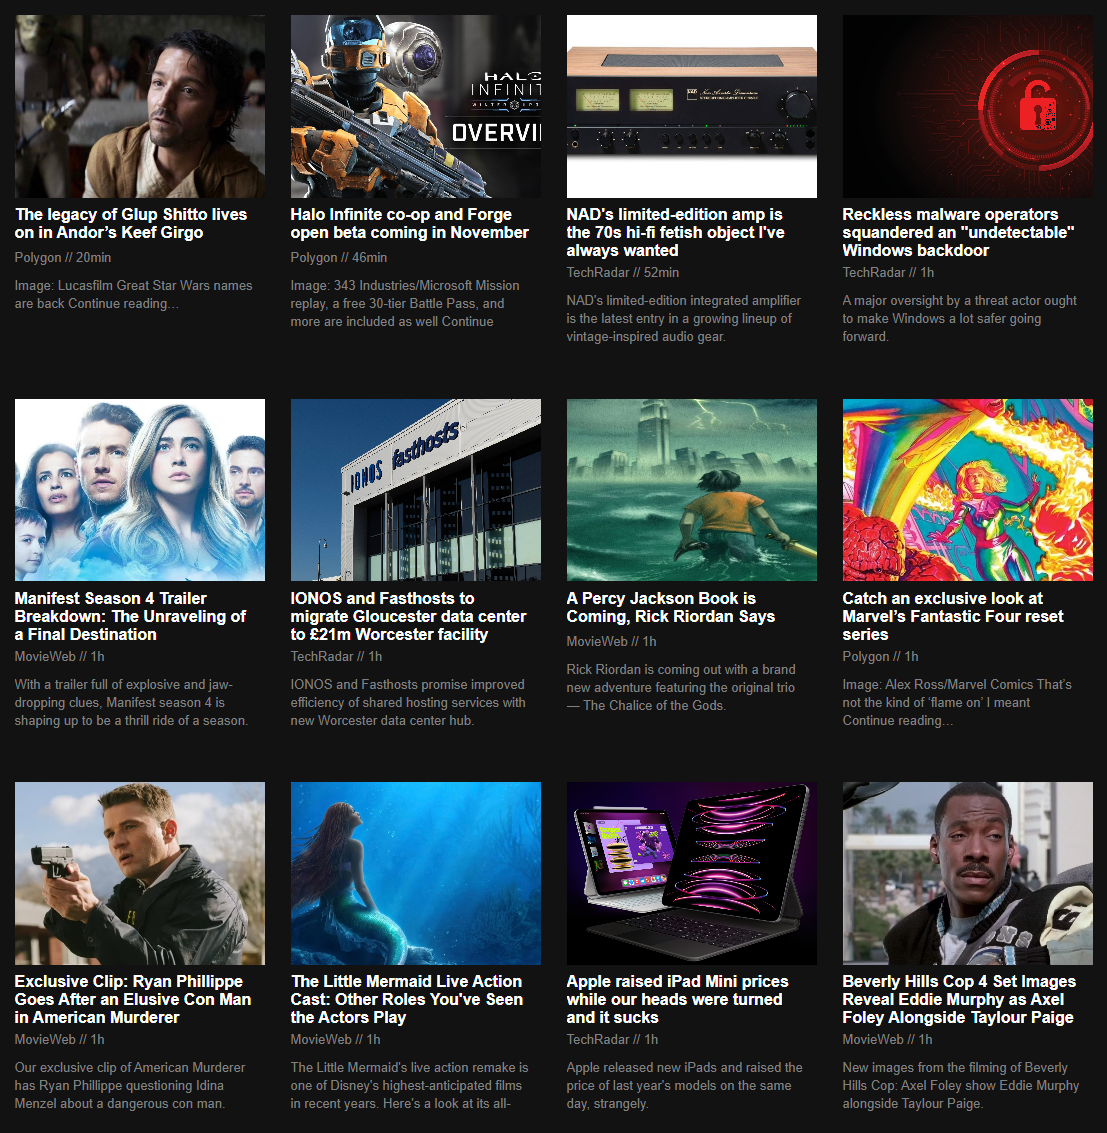 HALO
INFINIT
WINTER UPD
OVERVI
NAD
The legacy of Glup Shitto lives
on in Andor’s Keef Girgo
Polygon // 20min
Image: Lucasfilm Great Star Wars names
are back Continue reading…
Halo Infinite co-op and Forge
open beta coming in November
Polygon // 46min
Image: 343 Industries/Microsoft Mission
replay, a free 30-tier Battle Pass, and
more are included as well Continue
NAD's limited-edition amp is
the 70s hi-fi fetish object I've
always wanted
TechRadar // 52min
NAD's limited-edition integrated amplifier
is the latest entry in a growing lineup of
vintage-inspired audio gear.
Reckless malware operators
squandered an "undetectable"
Windows backdoor
TechRadar // 1h
A major oversight by a threat actor ought
to make Windows a lot safer going
forward.
IONOS fasthosts
Manifest Season 4 Trailer
Breakdown: The Unraveling of
a Final Destination
MovieWeb // 1h
With a trailer full of explosive and jaw-
dropping clues, Manifest season 4 is
shaping up to be a thrill ride of a season.
IONOS and Fasthosts to
migrate Gloucester data center
to £21m Worcester facility
TechRadar // 1h
IONOS and Fasthosts promise improved
efficiency of shared hosting services with
new Worcester data center hub.
A Percy Jackson Book is
Coming, Rick Riordan Says
MovieWeb // 1h
Rick Riordan is coming out with a brand
new adventure featuring the original trio
— The Chalice of the Gods.
Catch an exclusive look at
Marvel’s Fantastic Four reset
series
Polygon // 1h
Image: Alex Ross/Marvel Comics That’s
not the kind of ‘flame on’ I meant
Continue reading…
Exclusive Clip: Ryan Phillippe
Goes After an Elusive Con Man
in American Murderer
MovieWeb // 1h
Our exclusive clip of American Murderer
has Ryan Phillippe questioning Idina
Menzel about a dangerous con man.
The Little Mermaid Live Action
Cast: Other Roles You've Seen
the Actors Play
MovieWeb // 1h
The Little Mermaid's live action remake is
one of Disney's highest-anticipated films
in recent years. Here's a look at its all-
Apple raised iPad Mini prices
while our heads were turned
and it sucks
TechRadar // 1h
Apple released new iPads and raised the
price of last year's models on the same
day, strangely.
Beverly Hills Cop 4 Set Images
Reveal Eddie Murphy as Axel
Foley Alongside Taylour Paige
MovieWeb // 1h
New images from the filming of Beverly
Hills Cop: Axel Foley show Eddie Murphy
alongside Taylour Paige.